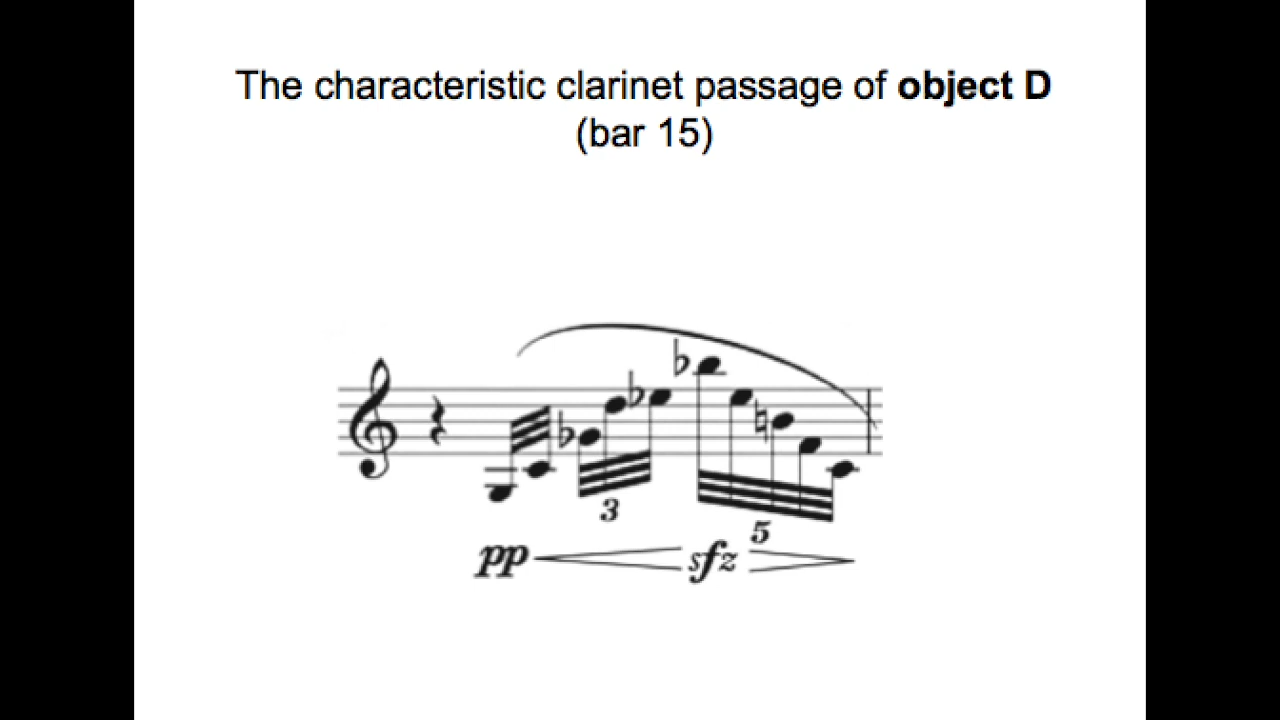 The characteristic clarinet passage of object D
(bar 15)
3
5
pp sfz